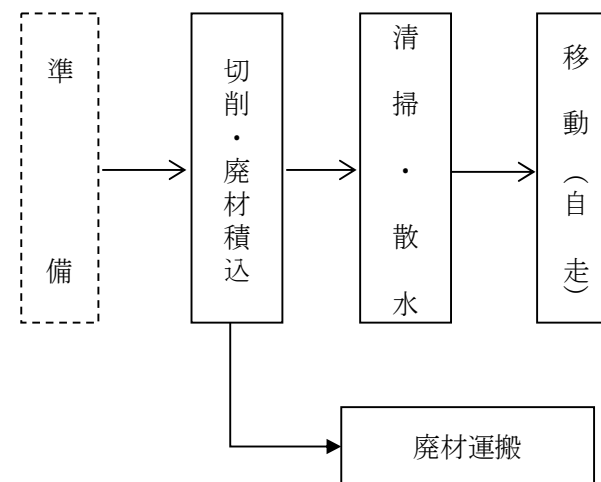 準備
切削・廃材積込
清掃・散水
移動（自走）
廃材運搬